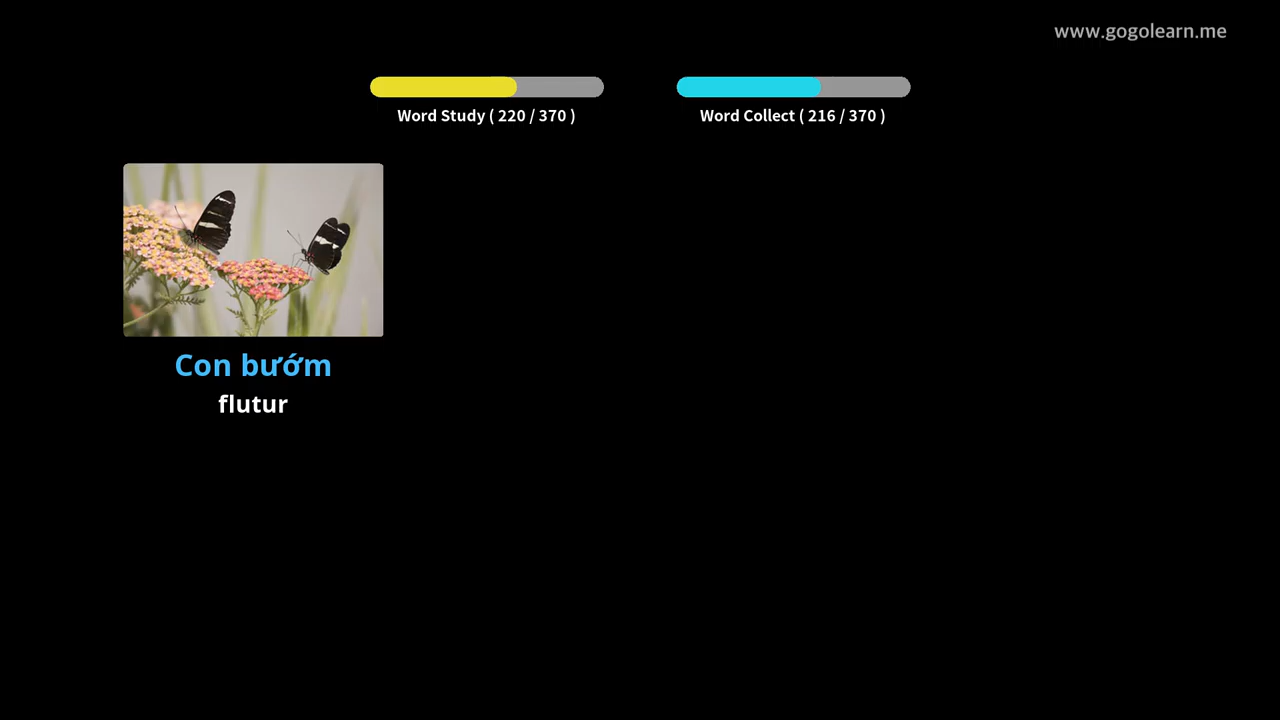 www.gogolearn.me
Word Study ( 220 / 370 )
Word Collect ( 216 / 370 )
Con bướm
flutur